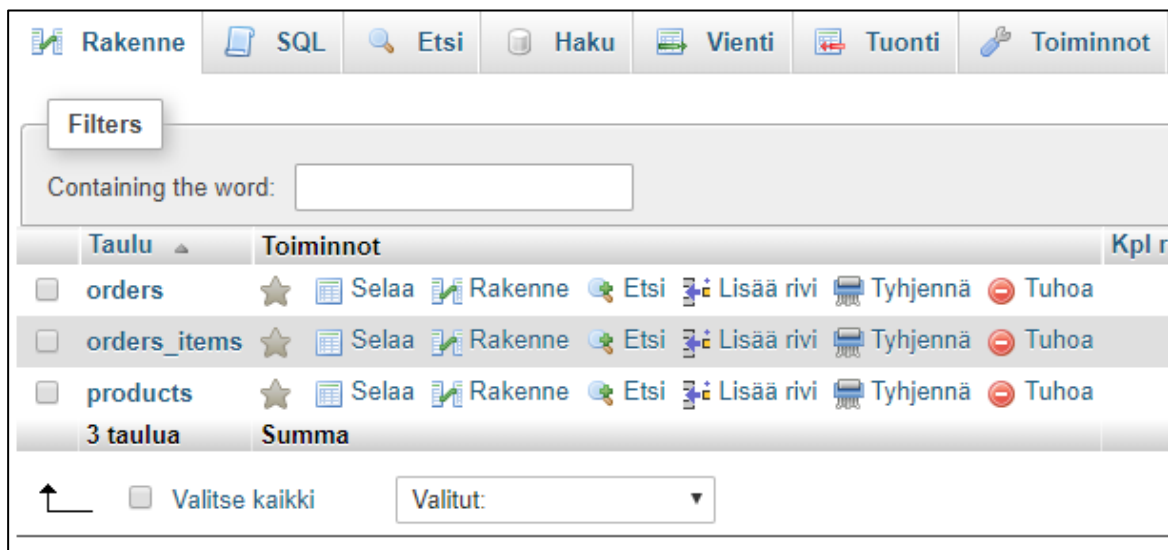 Rakenne SQL Etsi Haku Vienti Tuonti Toiminnot
Filters
Containing the word:
Taulu Toiminnot Kpl
orders Selaa Rakenne Etsi Lisää rivi Tyhjennä Tuhoa
orders_items Selaa Rakenne Etsi Lisää rivi Tyhjennä Tuhoa
products Selaa Rakenne Etsi Lisää rivi Tyhjennä Tuhoa
3 taulua Summa
Valitse kaikki Valitut: